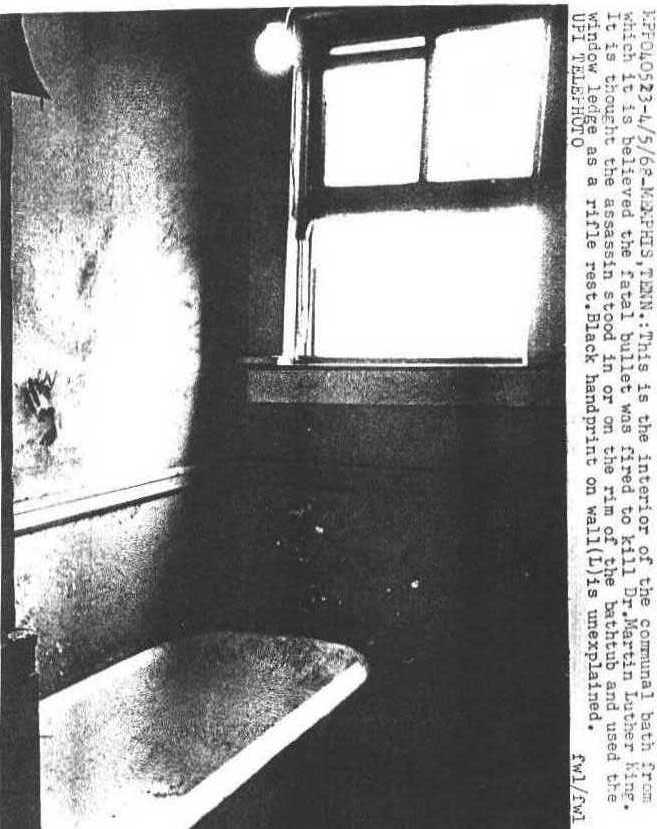 MPF040523-4/5/68-MEMPHIS,TENN.:This is the interior of the communal bath from
which it is believed the fatal bullet was fired to kill Dr.Martin Luther King.
It is thought the assassin stood in or on the rim of the bathtub and used the
window ledge as a rifle rest.Black handprint on wall(L)is unexplained.
UPI TELEPHOTO fwl/fwl